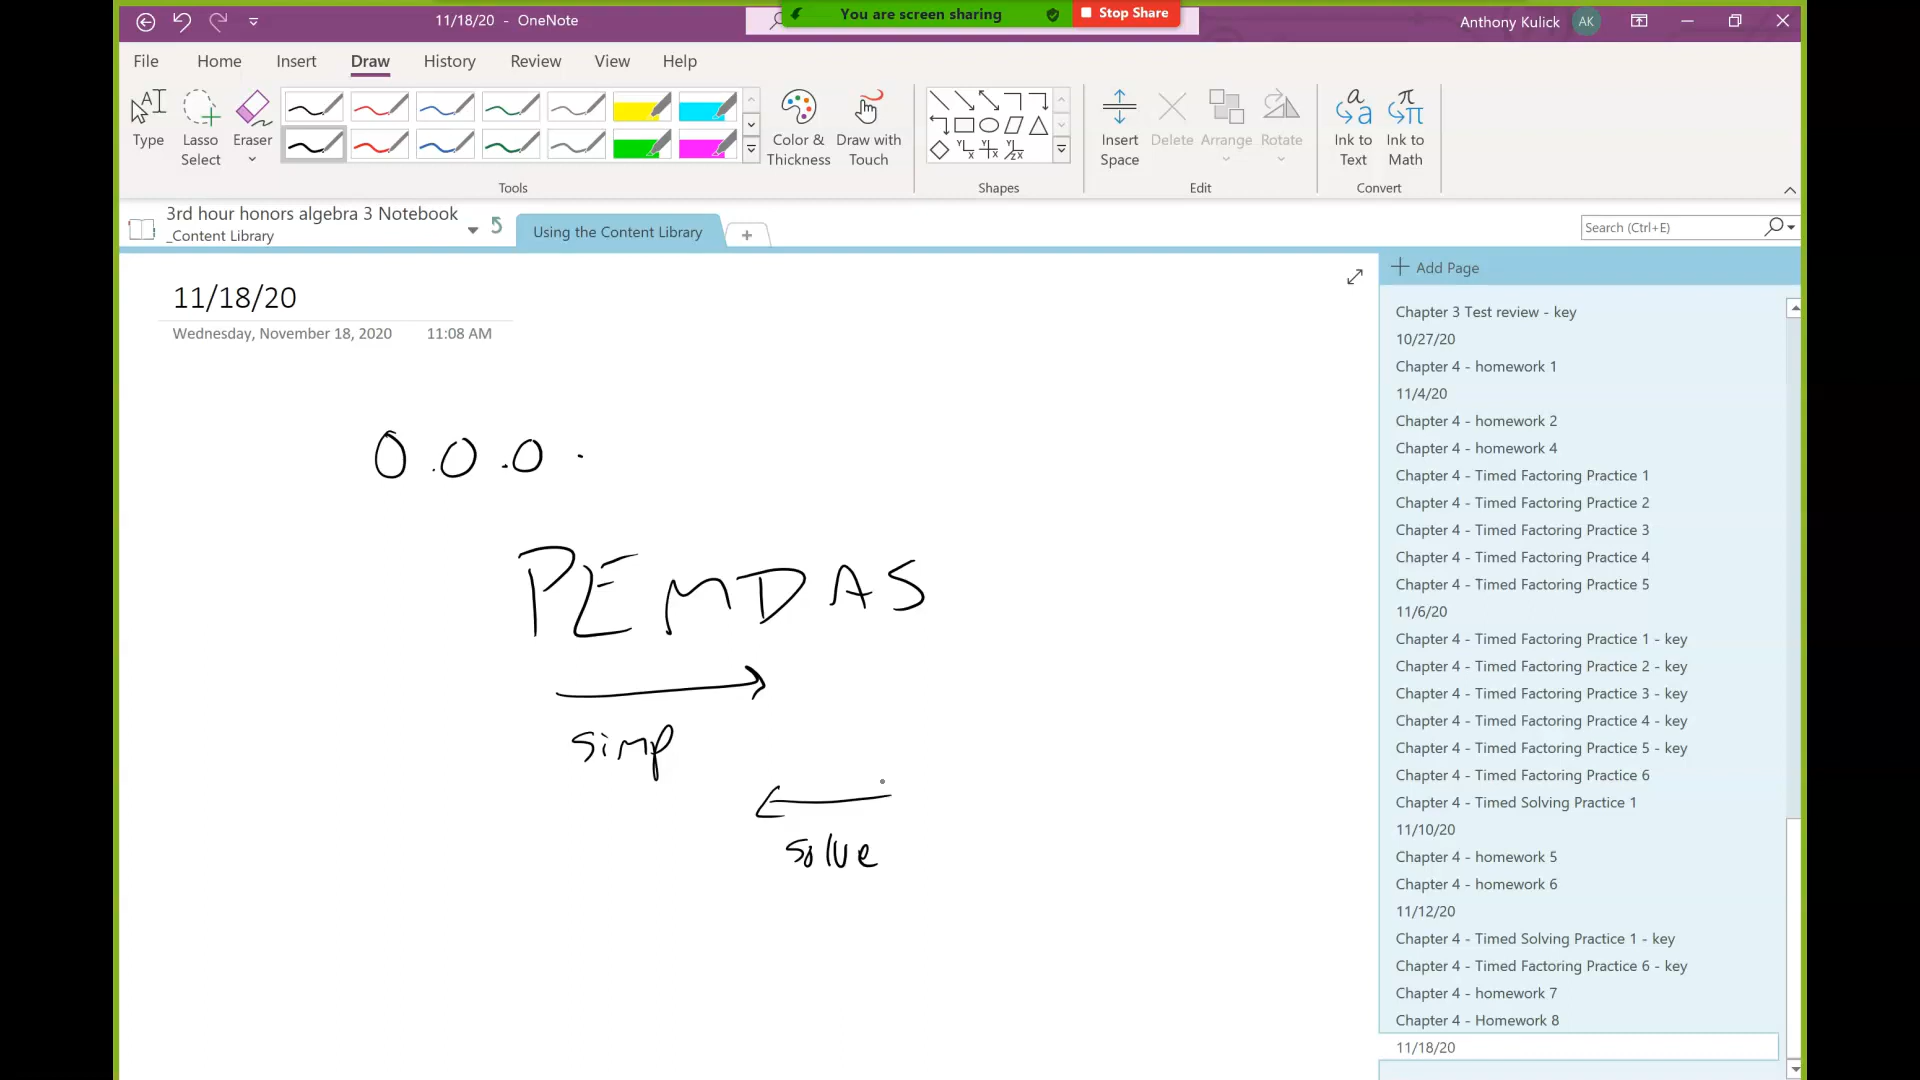 11/18/20 - OneNote
You are screen sharing
Stop Share
Anthony Kulick
AK
File Home Insert Draw History Review View Help
Type
Lasso Select
Eraser
Color & Thickness
Draw with Touch
Insert Space
Delete
Arrange
Rotate
Ink to Text
Ink to Math
Tools
Shapes
Edit
Convert
3rd hour honors algebra 3 Notebook
_Content Library
Using the Content Library
Search (Ctrl+E)
Add Page
11/18/20
Wednesday, November 18, 2020 11:08 AM
O.O.O.
PEMDAS
simp
solve
Chapter 3 Test review - key
10/27/20
Chapter 4 - homework 1
11/4/20
Chapter 4 - homework 2
Chapter 4 - homework 4
Chapter 4 - Timed Factoring Practice 1
Chapter 4 - Timed Factoring Practice 2
Chapter 4 - Timed Factoring Practice 3
Chapter 4 - Timed Factoring Practice 4
Chapter 4 - Timed Factoring Practice 5
11/6/20
Chapter 4 - Timed Factoring Practice 1 - key
Chapter 4 - Timed Factoring Practice 2 - key
Chapter 4 - Timed Factoring Practice 3 - key
Chapter 4 - Timed Factoring Practice 4 - key
Chapter 4 - Timed Factoring Practice 5 - key
Chapter 4 - Timed Factoring Practice 6
Chapter 4 - Timed Solving Practice 1
11/10/20
Chapter 4 - homework 5
Chapter 4 - homework 6
11/12/20
Chapter 4 - Timed Solving Practice 1 - key
Chapter 4 - Timed Factoring Practice 6 - key
Chapter 4 - homework 7
Chapter 4 - Homework 8
11/18/20